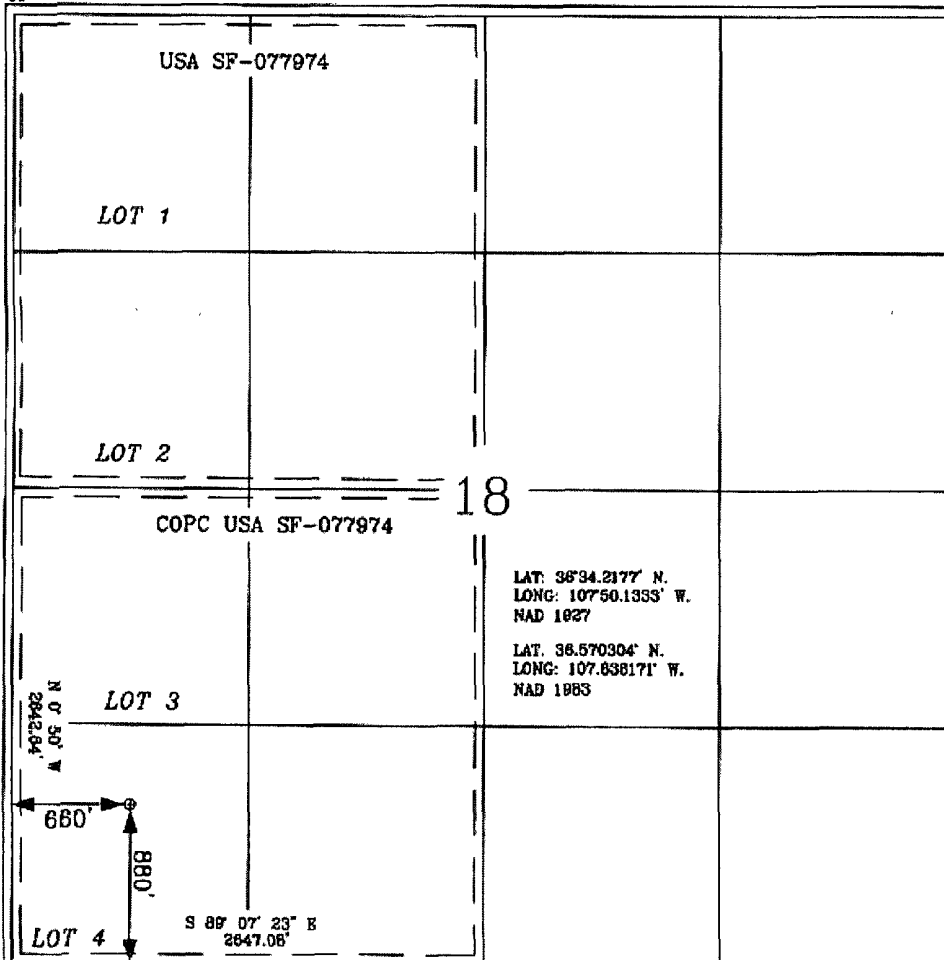 USA SF-077974
LOT 1
LOT 2
18
COPC USA SF-077974
LAT: 36°34.2177' N.
LONG: 107°50.1333' W.
NAD 1927
LAT. 36.570304° N.
LONG: 107.836171° W.
NAD 1983
N 0° 50' W
2642.64'
LOT 3
660'
880'
S 89° 07' 23" E
2647.08'
LOT 4